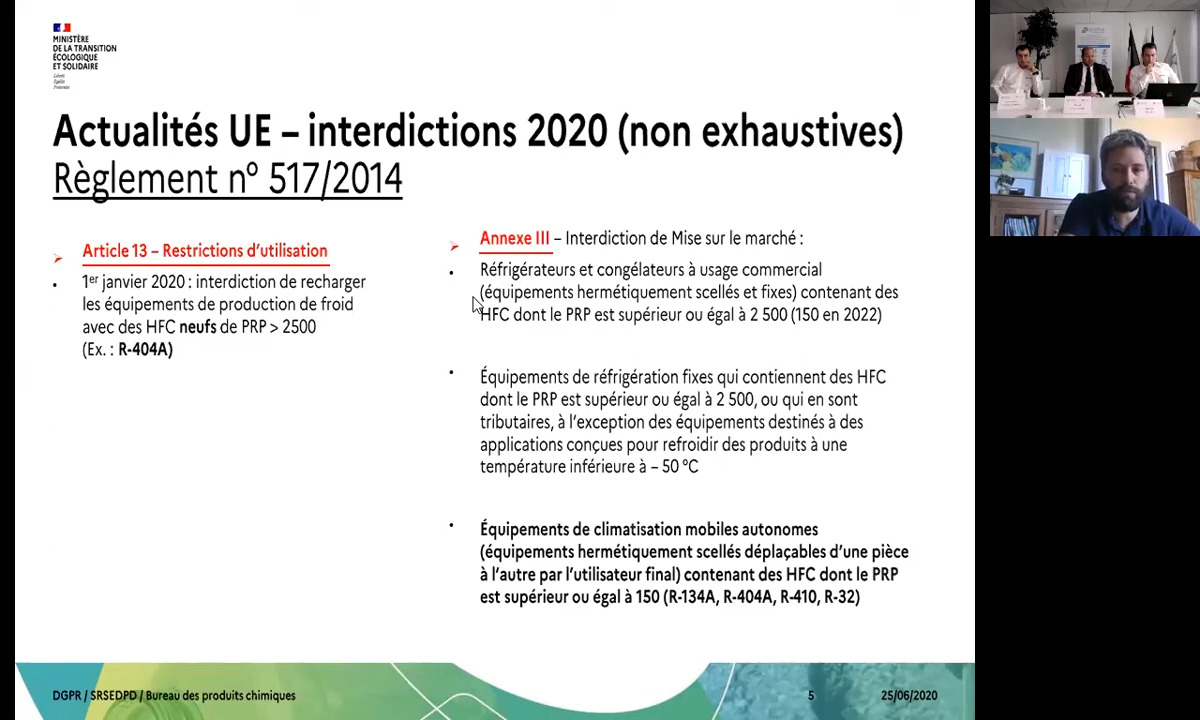 MINISTÈRE
DE LA TRANSITION
ÉCOLOGIQUE
ET SOLIDAIRE
Liberté
Égalité
Fraternité
Actualités UE – interdictions 2020 (non exhaustives)
Règlement nº 517/2014
Article 13 – Restrictions d’utilisation
1er janvier 2020 : interdiction de recharger
les équipements de production de froid
avec des HFC neufs de PRP > 2500
(Ex. : R-404A)
Annexe III – Interdiction de Mise sur le marché :
Réfrigérateurs et congélateurs à usage commercial
(équipements hermétiquement scellés et fixes) contenant des
HFC dont le PRP est supérieur ou égal à 2 500 (150 en 2022)
Équipements de réfrigération fixes qui contiennent des HFC
dont le PRP est supérieur ou égal à 2 500, ou qui en sont
tributaires, à l’exception des équipements destinés à des
applications conçues pour refroidir des produits à une
température inférieure à – 50 °C
Équipements de climatisation mobiles autonomes
(équipements hermétiquement scellés déplaçables d’une pièce
à l’autre par l’utilisateur final) contenant des HFC dont le PRP
est supérieur ou égal à 150 (R-134A, R-404A, R-410, R-32)
DGPR / SRSEDPD / Bureau des produits chimiques
5
25/06/2020